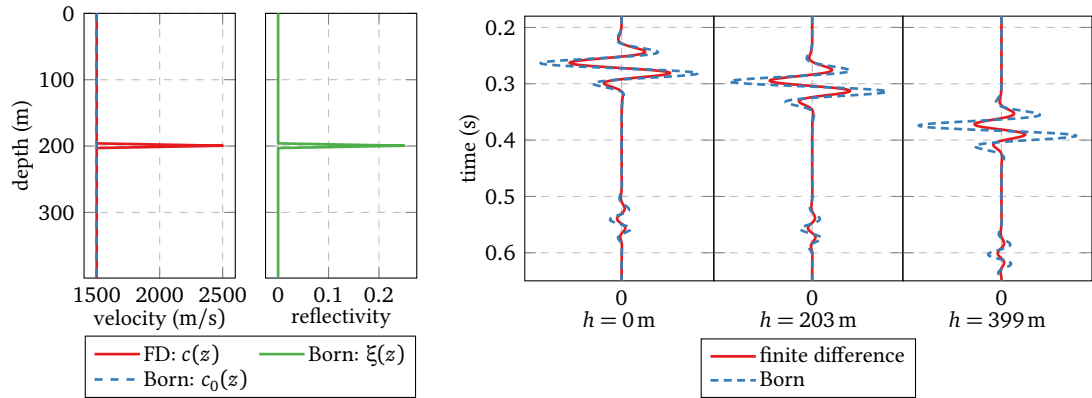 0
100
200
300
depth (m)
1500 2000 2500
velocity (m/s)
0 0.1 0.2
reflectivity
FD: c(z)
Born: ξ(z)
Born: c₀(z)
0.2
0.3
0.4
0.5
0.6
time (s)
0 0 0
h = 0 m h = 203 m h = 399 m
finite difference
Born